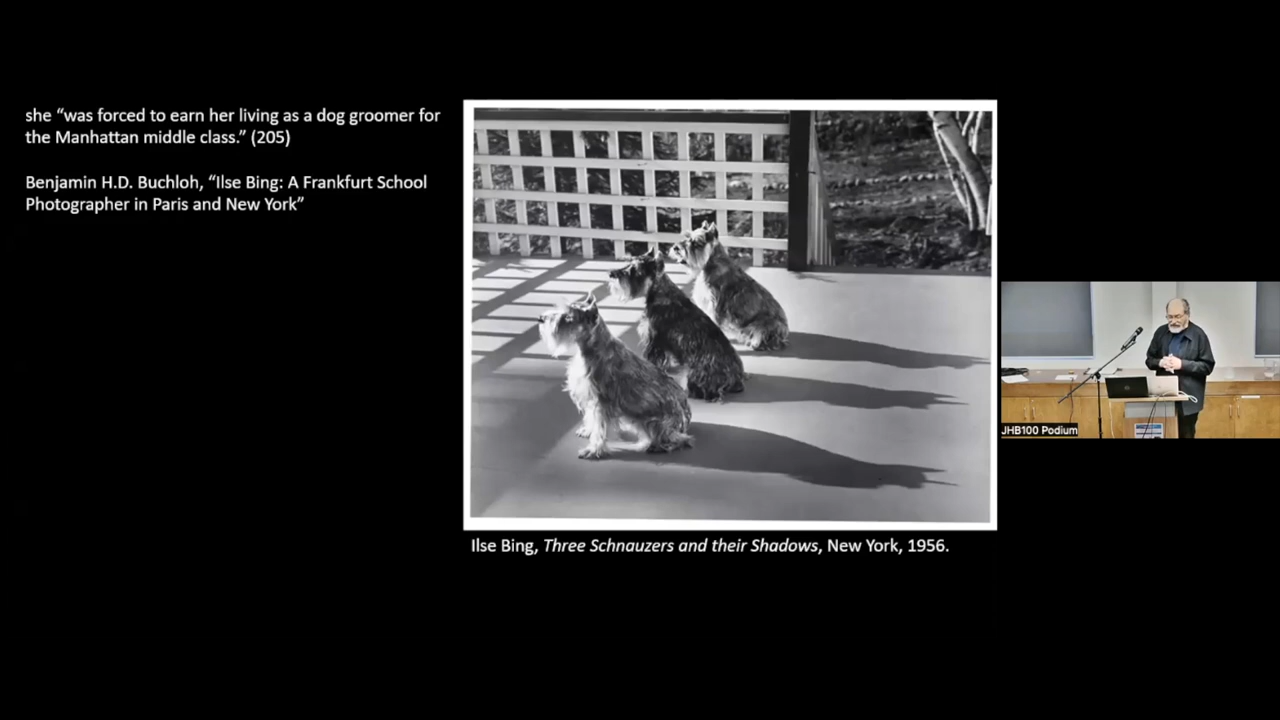 she “was forced to earn her living as a dog groomer for
the Manhattan middle class.” (205)
Benjamin H.D. Buchloh, “Ilse Bing: A Frankfurt School
Photographer in Paris and New York”
Ilse Bing, Three Schnauzers and their Shadows, New York, 1956.
JHB100 Podium